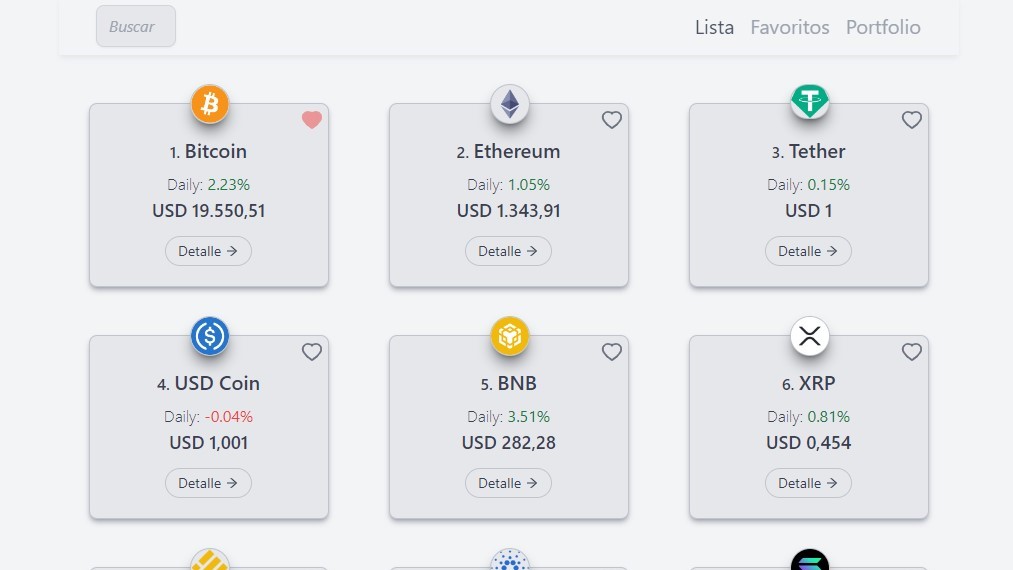 Buscar
Lista Favoritos Portfolio
1. Bitcoin
Daily: 2.23%
USD 19.550,51
Detalle →
2. Ethereum
Daily: 1.05%
USD 1.343,91
Detalle →
3. Tether
Daily: 0.15%
USD 1
Detalle →
4. USD Coin
Daily: -0.04%
USD 1,001
Detalle →
5. BNB
Daily: 3.51%
USD 282,28
Detalle →
6. XRP
Daily: 0.81%
USD 0,454
Detalle →